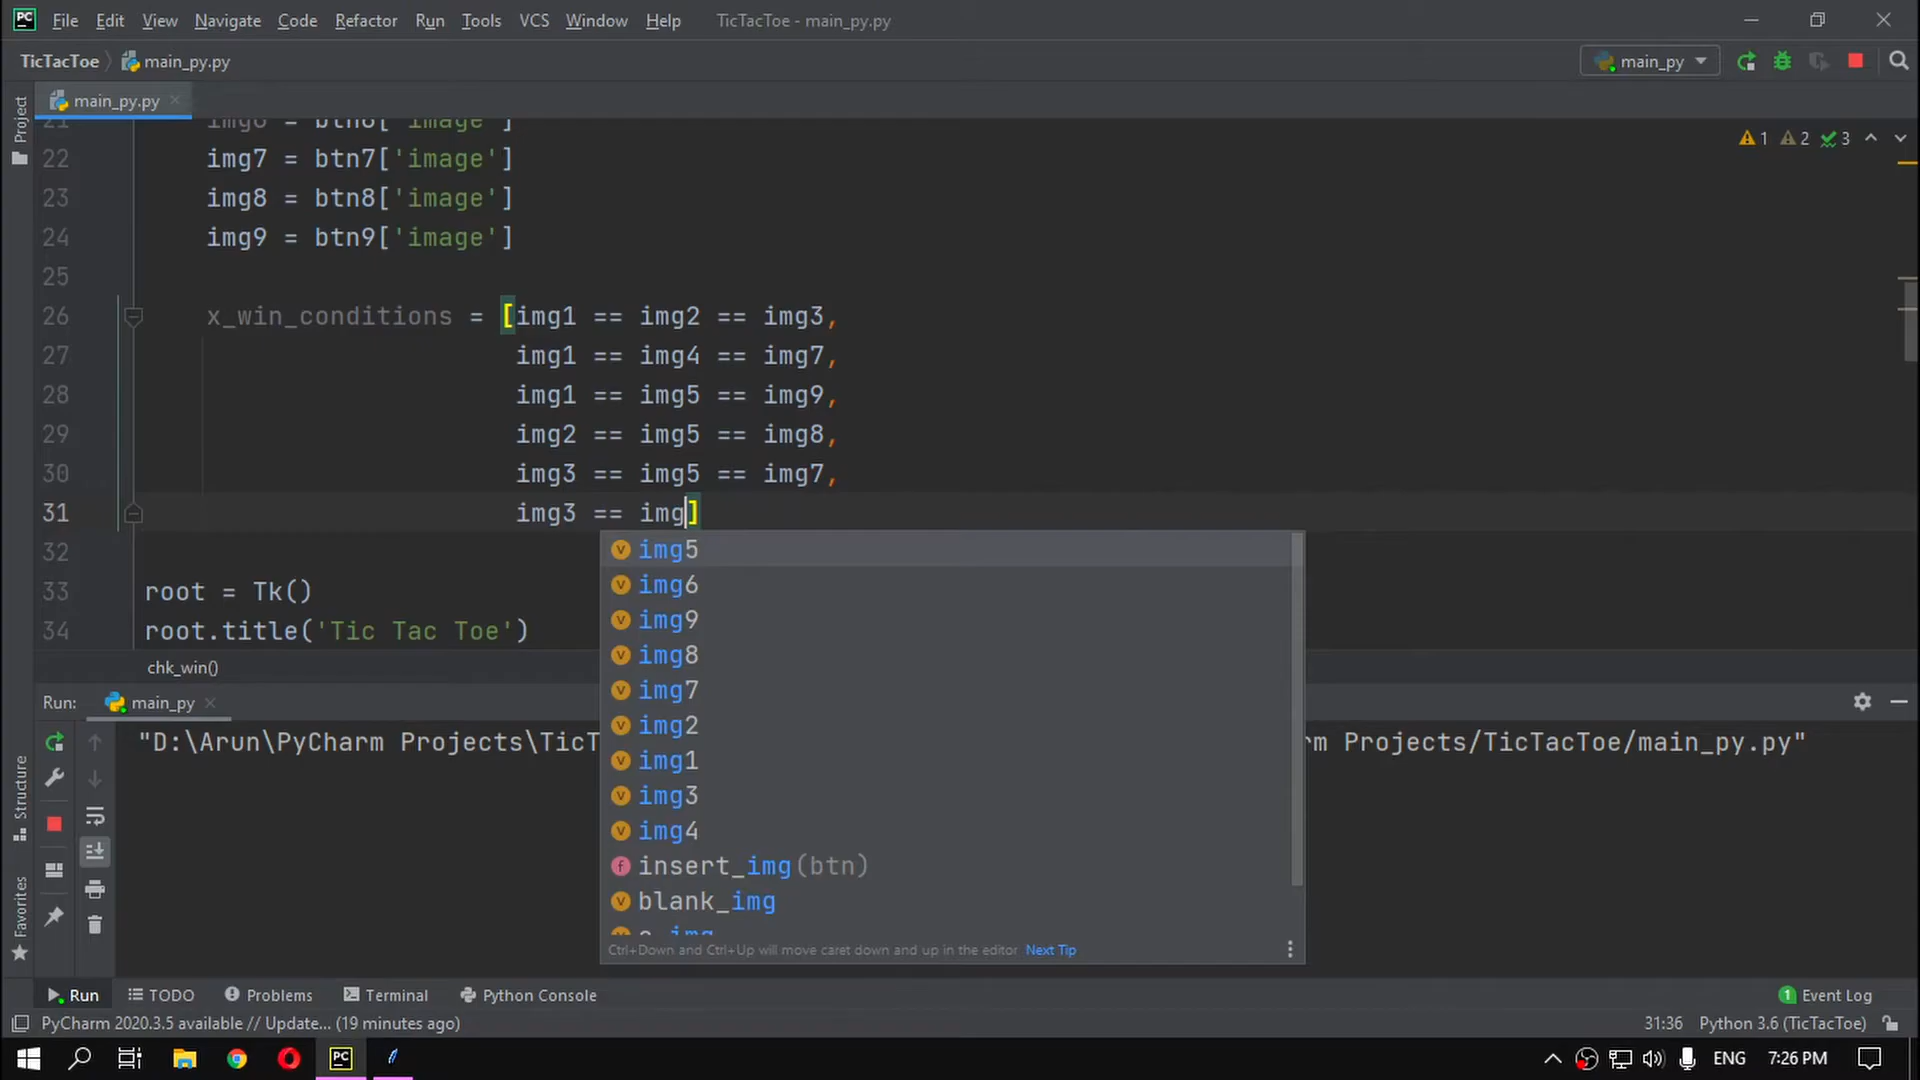 PC File Edit View Navigate Code Refactor Run Tools VCS Window Help TicTacToe - main_py.py
TicTacToe main_py.py main_py
Project main_py.py
22 img7 = btn7['image']
1 2 3
23 img8 = btn8['image']
24 img9 = btn9['image']
25
26 x_win_conditions = [img1 == img2 == img3,
27 img1 == img4 == img7,
28 img1 == img5 == img9,
29 img2 == img5 == img8,
30 img3 == img5 == img7,
31 img3 == img]
32
33 root = Tk()
34 root.title('Tic Tac Toe')
chk_win()
v img5
v img6
v img9
v img8
v img7
v img2
v img1
v img3
v img4
f insert_img(btn)
v blank_img
Ctrl+Down and Ctrl+Up will move caret down and up in the editor Next Tip
Run: main_py
"D:\Arun\PyCharm Projects\TicT
rm Projects/TicTacToe/main_py.py"
Structure
Favorites
Run TODO Problems Terminal Python Console 1 Event Log
PyCharm 2020.3.5 available // Update... (19 minutes ago) 31:36 Python 3.6 (TicTacToe)
PC ENG 7:26 PM